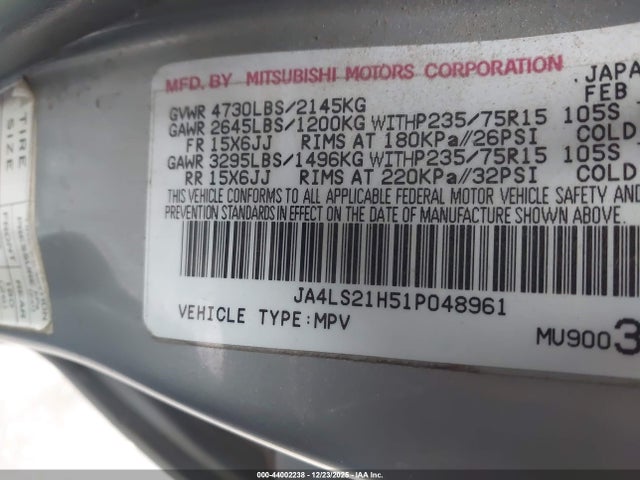 MFD. BY MITSUBISHI MOTORS CORPORATION JAPA
FEB
GVWR 4730LBS/2145KG
GAWR 2645LBS/1200KG WITHP235/75R15 105S
FR 15X6JJ RIMS AT 180KPa//26PSI COLD
GAWR 3295LBS/1496KG WITHP235/75R15 105S
RR 15X6JJ RIMS AT 220KPa//32PSI COLD
THIS VEHICLE CONFORMS TO ALL APPLICABLE FEDERAL MOTOR VEHICLE SAFETY AND
PREVENTION STANDARDS IN EFFECT ON THE DATE OF MANUFACTURE SHOWN ABOVE.
JA4LS21H51P048961
VEHICLE TYPE:MPV
MU9003
TIRE
SIZE
000-44002238 - 12/23/2025 - IAA Inc.